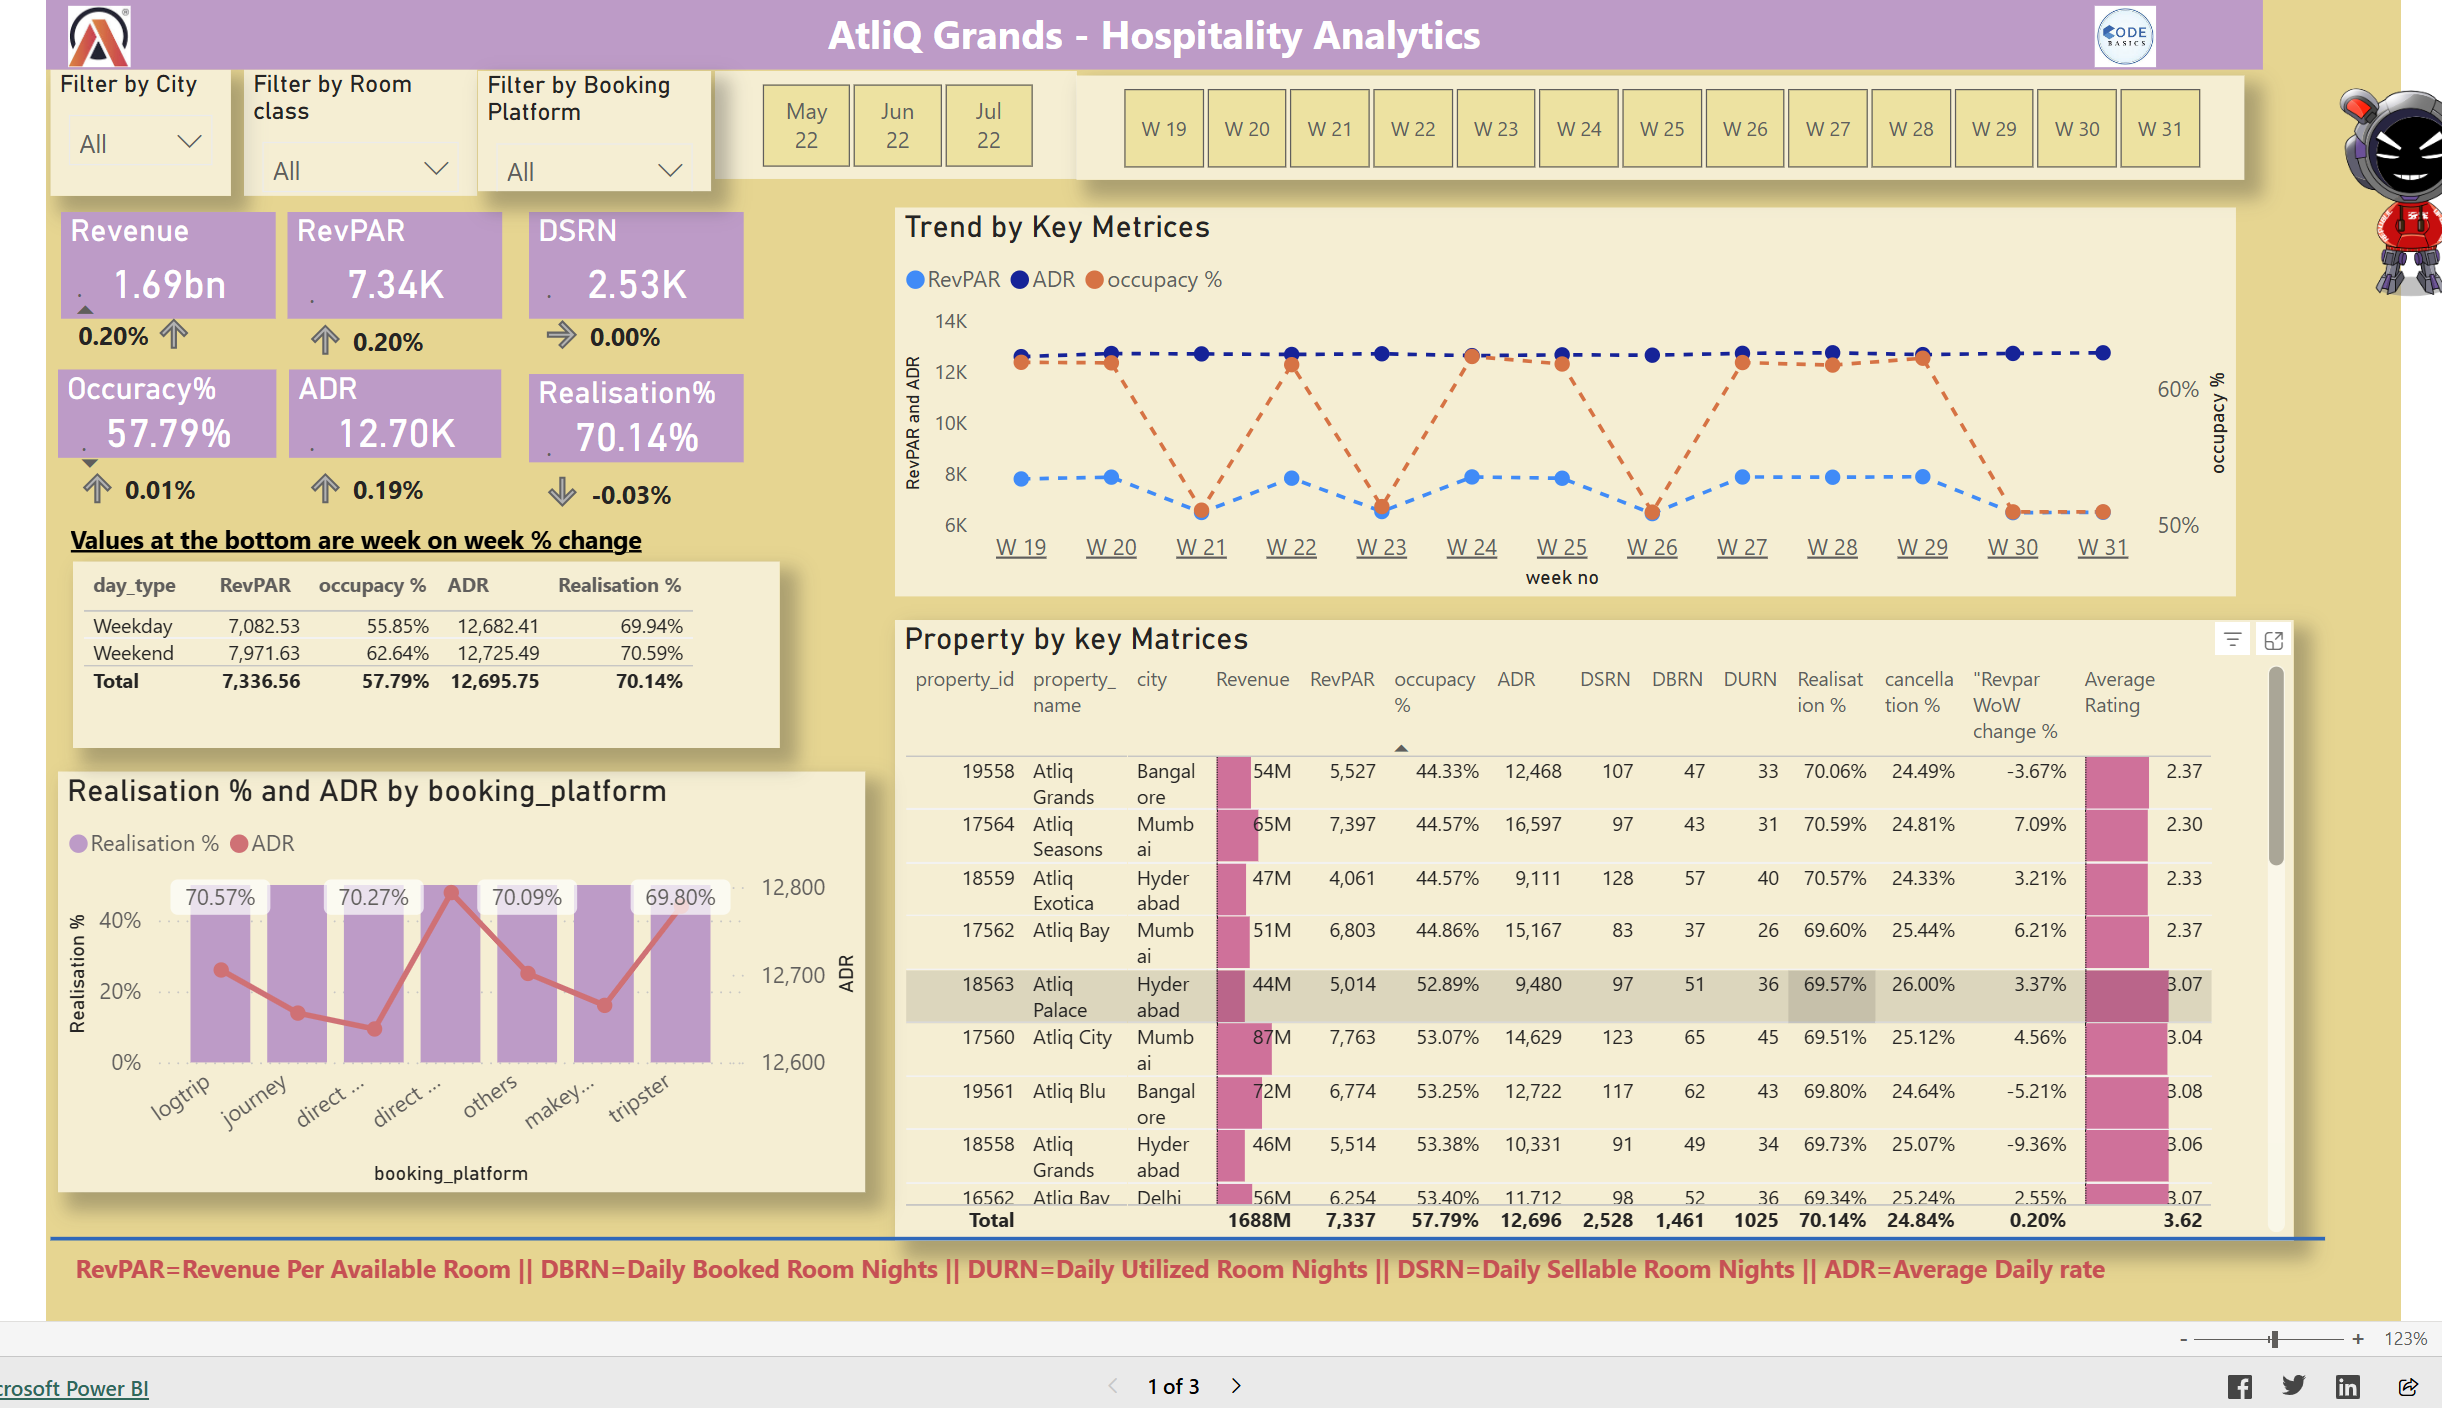 AtliQ Grands - Hospitality Analytics
CODE
BASICS
Filter by City
All
Filter by Room
class
All
Filter by Booking
Platform
All
May
22
Jun
22
Jul
22
W 19
W 20
W 21
W 22
W 23
W 24
W 25
W 26
W 27
W 28
W 29
W 30
W 31
Revenue
1.69bn
0.20%
RevPAR
7.34K
0.20%
DSRN
2.53K
0.00%
Occuracy%
57.79%
0.01%
ADR
12.70K
0.19%
Realisation%
70.14%
-0.03%
Values at the bottom are week on week % change
day_type RevPAR occupacy % ADR Realisation %
Weekday 7,082.53 55.85% 12,682.41 69.94%
Weekend 7,971.63 62.64% 12,725.49 70.59%
Total 7,336.56 57.79% 12,695.75 70.14%
Realisation % and ADR by booking_platform
Realisation % ADR
70.57% 70.27% 70.09% 69.80%
Realisation %
40%
20%
0%
12,800
12,700
12,600
ADR
logtrip journey direct ... direct ... others makey... tripster
booking_platform
Trend by Key Metrices
RevPAR ADR occupacy %
RevPAR and ADR
14K
12K
10K
8K
6K
60%
50%
occupacy %
W 19 W 20 W 21 W 22 W 23 W 24 W 25 W 26 W 27 W 28 W 29 W 30 W 31
week no
Property by key Matrices
property_id property_ city Revenue RevPAR occupacy ADR DSRN DBRN DURN Realisat cancella "Revpar Average
name % ion % tion % WoW Rating
change %
19558 Atliq Bangal 54M 5,527 44.33% 12,468 107 47 33 70.06% 24.49% -3.67% 2.37
Grands ore
17564 Atliq Mumb 65M 7,397 44.57% 16,597 97 43 31 70.59% 24.81% 7.09% 2.30
Seasons ai
18559 Atliq Hyder 47M 4,061 44.57% 9,111 128 57 40 70.57% 24.33% 3.21% 2.33
Exotica abad
17562 Atliq Bay Mumb 51M 6,803 44.86% 15,167 83 37 26 69.60% 25.44% 6.21% 2.37
ai
18563 Atliq Hyder 44M 5,014 52.89% 9,480 97 51 36 69.57% 26.00% 3.37% 3.07
Palace abad
17560 Atliq City Mumb 87M 7,763 53.07% 14,629 123 65 45 69.51% 25.12% 4.56% 3.04
ai
19561 Atliq Blu Bangal 72M 6,774 53.25% 12,722 117 62 43 69.80% 24.64% -5.21% 3.08
ore
18558 Atliq Hyder 46M 5,514 53.38% 10,331 91 49 34 69.73% 25.07% -9.36% 3.06
Grands abad
16562 Atliq Bay Delhi 56M 6,254 53.40% 11,712 98 52 36 69.34% 25.24% 2.55% 3.07
Total 1688M 7,337 57.79% 12,696 2,528 1,461 1025 70.14% 24.84% 0.20% 3.62
RevPAR=Revenue Per Available Room || DBRN=Daily Booked Room Nights || DURN=Daily Utilized Room Nights || DSRN=Daily Sellable Room Nights || ADR=Average Daily rate
- + 123%
crosoft Power BI
1 of 3